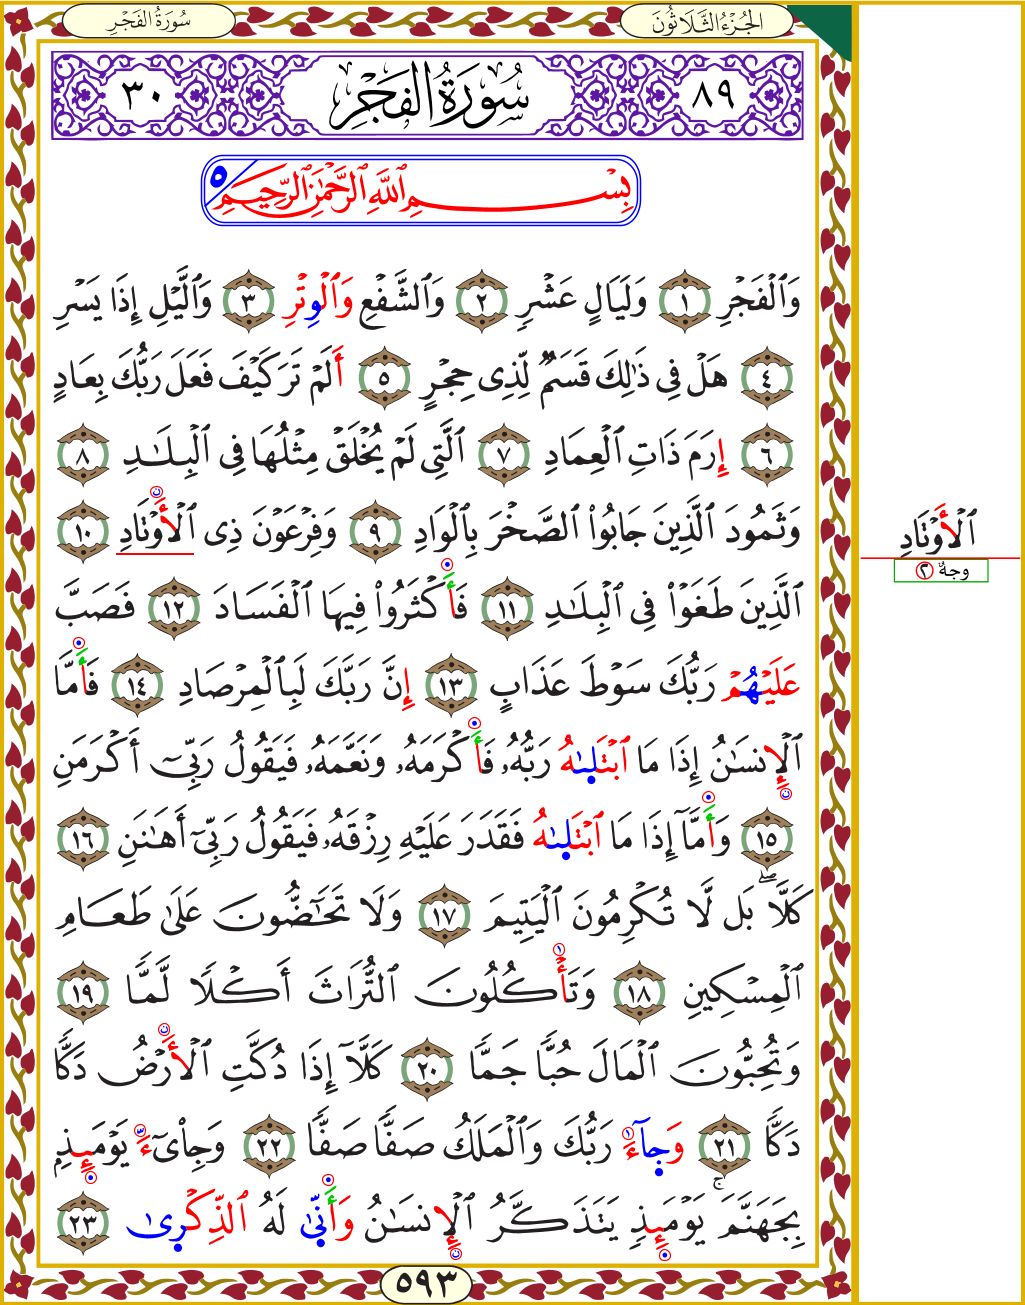 سُورَةُ الفَجْرِ
الجُزْءُ الثَّلَاثُونَ
٨٩ سُورَةُ الفَجْرِ ٣٠
بِسْمِ ٱللَّهِ ٱلرَّحْمَٰنِ ٱلرَّحِيمِ ٥
وَٱلْفَجْرِ ١ وَلَيَالٍ عَشْرٍ ٢ وَٱلشَّفْعِ وَٱلْوِتْرِ ٣ وَٱلَّيْلِ إِذَا يَسْرِ
٤ هَلْ فِى ذَٰلِكَ قَسَمٌ لِّذِى حِجْرٍ ٥ أَلَمْ تَرَ كَيْفَ فَعَلَ رَبُّكَ بِعَادٍ
٦ إِرَمَ ذَاتِ ٱلْعِمَادِ ٧ ٱلَّتِى لَمْ يُخْلَقْ مِثْلُهَا فِى ٱلْبِلَٰدِ ٨
وَثَمُودَ ٱلَّذِينَ جَابُوا۟ ٱلصَّخْرَ بِٱلْوَادِ ٩ وَفِرْعَوْنَ ذِى ٱلْأَوْتَادِ ١٠
ٱلْأَوْتَادِ
٢ وجهٌ
ٱلَّذِينَ طَغَوْا۟ فِى ٱلْبِلَٰدِ ١١ فَأَكْثَرُوا۟ فِيهَا ٱلْفَسَادَ ١٢ فَصَبَّ
عَلَيْهُمْ رَبُّكَ سَوْطَ عَذَابٍ ١٣ إِنَّ رَبَّكَ لَبِٱلْمِرْصَادِ ١٤ فَأَمَّا
ٱلْإِنسَٰنُ إِذَا مَا ٱبْتَلَىٰهُ رَبُّهُۥ فَأَكْرَمَهُۥ وَنَعَّمَهُۥ فَيَقُولُ رَبِّىٓ أَكْرَمَنِ
١٥ وَأَمَّآ إِذَا مَا ٱبْتَلَىٰهُ فَقَدَرَ عَلَيْهِ رِزْقَهُۥ فَيَقُولُ رَبِّىٓ أَهَٰنَنِ ١٦
كَلَّا ۖ بَل لَّا تُكْرِمُونَ ٱلْيَتِيمَ ١٧ وَلَا تَحَٰٓضُّونَ عَلَىٰ طَعَامِ
ٱلْمِسْكِينِ ١٨ وَتَأْكُلُونَ ٱلتُّرَاثَ أَكْلًا لَّمًّا ١٩
وَتُحِبُّونَ ٱلْمَالَ حُبًّا جَمًّا ٢٠ كَلَّآ إِذَا دُكَّتِ ٱلْأَرْضُ دَكًّا
دَكًّا ٢١ وَجَآءَ رَبُّكَ وَٱلْمَلَكُ صَفًّا صَفًّا ٢٢ وَجِا۟ىٓءَ يَوْمَئِذٍ
بِجَهَنَّمَ ۚ يَوْمَئِذٍ يَتَذَكَّرُ ٱلْإِنسَٰنُ وَأَنَّىٰ لَهُ ٱلذِّكْرَىٰ ٢٣
٥٩٣